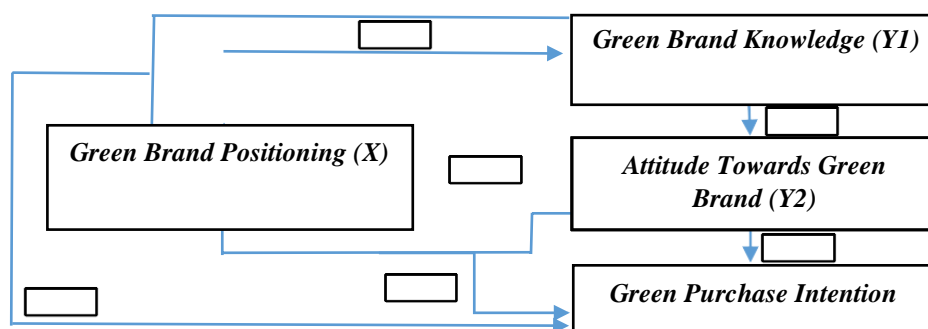 Green Brand Knowledge (Y1)
Green Brand Positioning (X)
Attitude Towards Green
Brand (Y2)
Green Purchase Intention